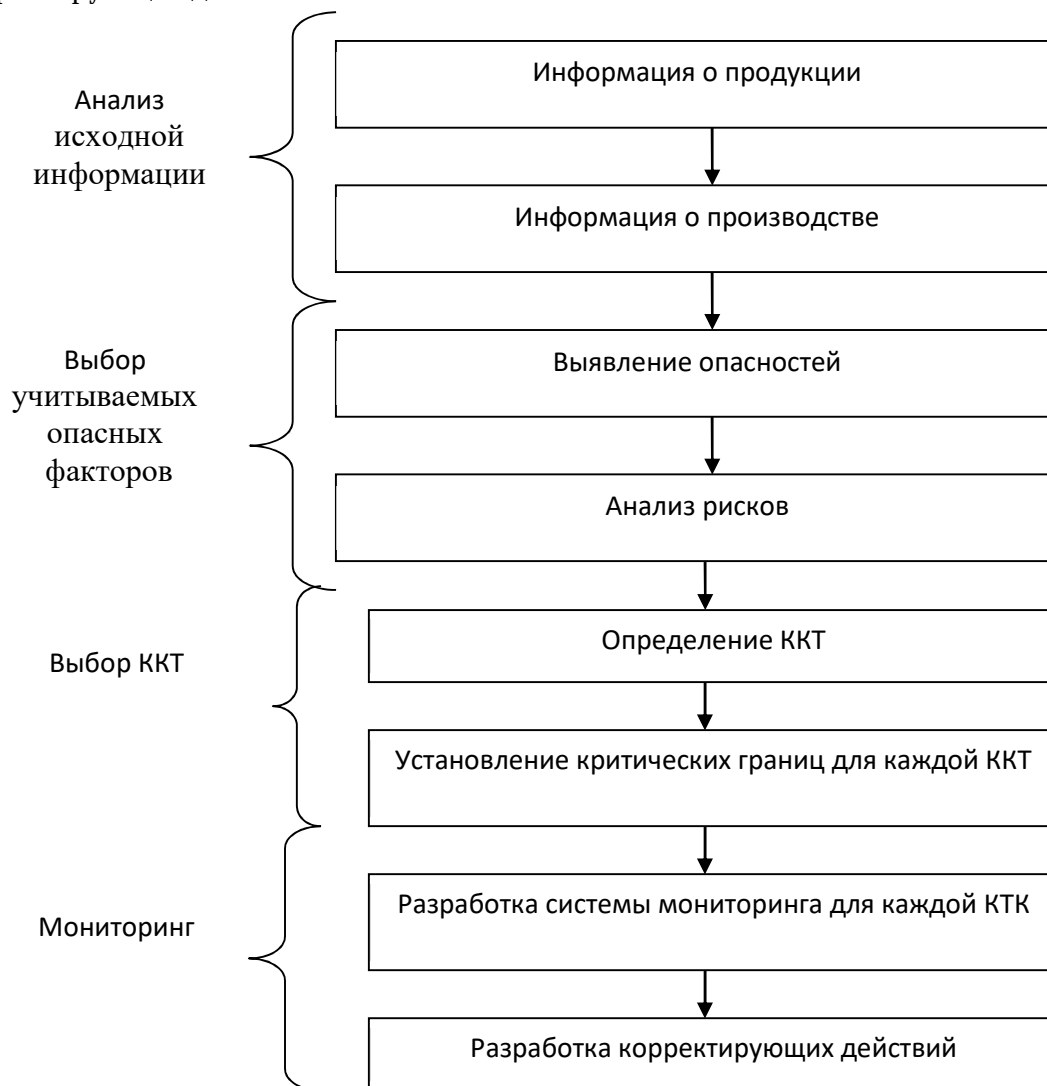 Информация о продукции
Анализ
исходной
информации
Информация о производстве
Выявление опасностей
Выбор
учитываемых
опасных
факторов
Анализ рисков
Определение ККТ
Выбор ККТ
Установление критических границ для каждой ККТ
Разработка системы мониторинга для каждой КТК
Мониторинг
Разработка корректирующих действий